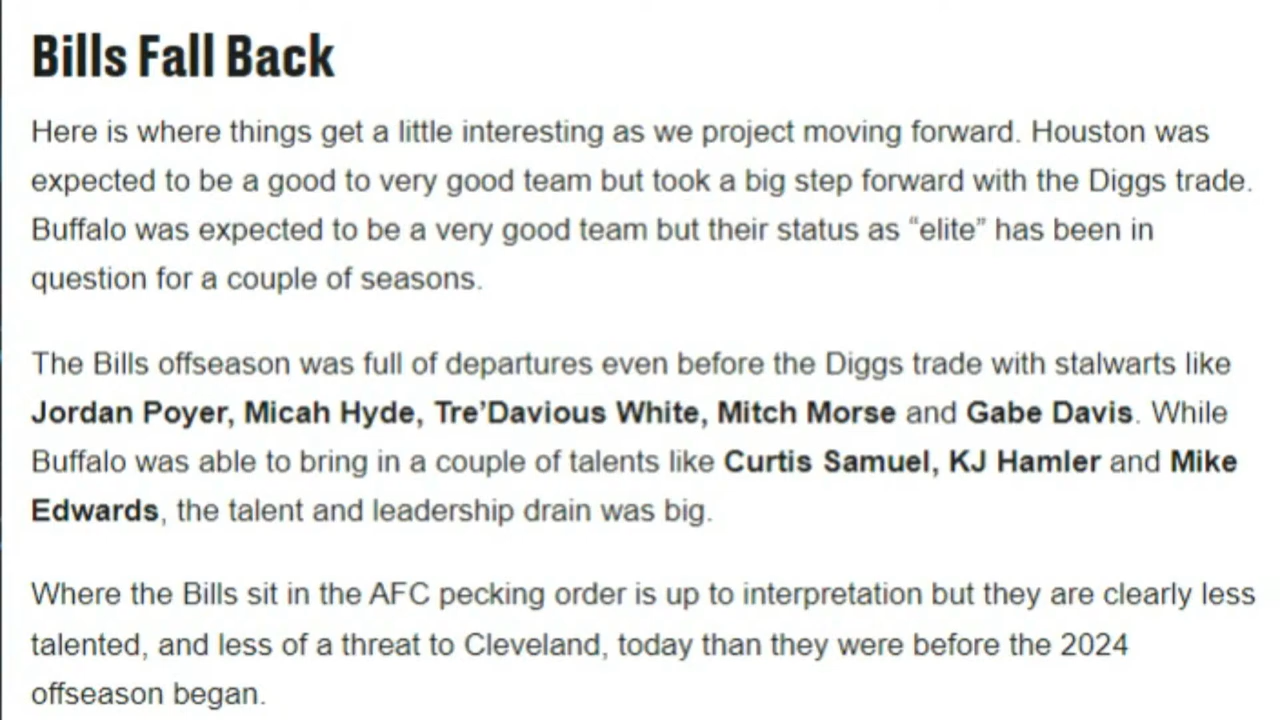 Bills Fall Back
Here is where things get a little interesting as we project moving forward. Houston was
expected to be a good to very good team but took a big step forward with the Diggs trade.
Buffalo was expected to be a very good team but their status as “elite” has been in
question for a couple of seasons.
The Bills offseason was full of departures even before the Diggs trade with stalwarts like
Jordan Poyer, Micah Hyde, Tre’Davious White, Mitch Morse and Gabe Davis. While
Buffalo was able to bring in a couple of talents like Curtis Samuel, KJ Hamler and Mike
Edwards, the talent and leadership drain was big.
Where the Bills sit in the AFC pecking order is up to interpretation but they are clearly less
talented, and less of a threat to Cleveland, today than they were before the 2024
offseason began.